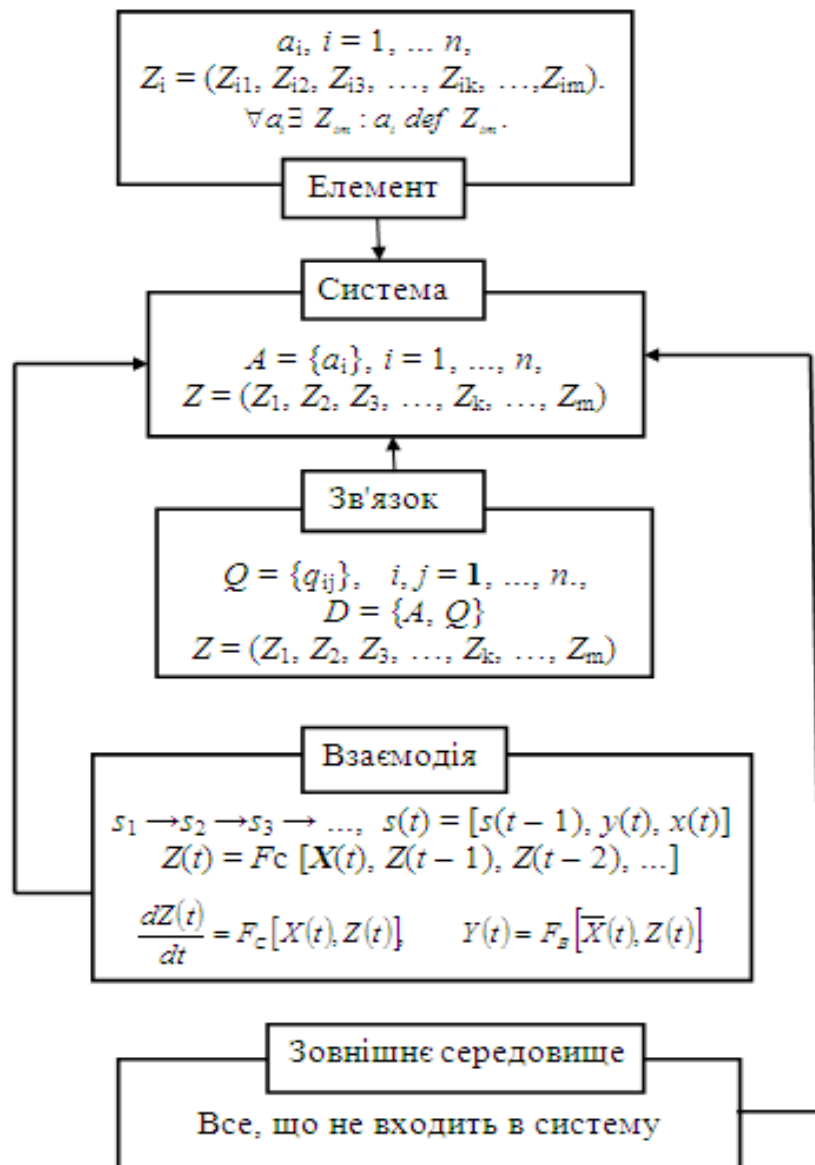 aᵢ, i = 1, ... n,
Zᵢ = (Zᵢ₁, Zᵢ₂, Zᵢ₃, ..., Zᵢₖ, ...,Zᵢₘ).
∀aᵢ∃ Zᵢₘ : aᵢ def Zᵢₘ.
Елемент
Система
A = {aᵢ}, i = 1, ..., n,
Z = (Z₁, Z₂, Z₃, ..., Zₖ, ..., Zₘ)
Зв'язок
Q = {qᵢⱼ}, i, j = 1, ..., n.,
D = {A, Q}
Z = (Z₁, Z₂, Z₃, ..., Zₖ, ..., Zₘ)
Взаємодія
s₁ →s₂ →s₃ → ..., s(t) = [s(t − 1), y(t), x(t)]
Z(t) = Fс [X(t), Z(t − 1), Z(t − 2), ...]
dZ(t)/dt = F_C [X(t), Z(t)], Y(t) = F_B [X̅(t), Z(t)]
Зовнішнє середовище
Все, що не входить в систему